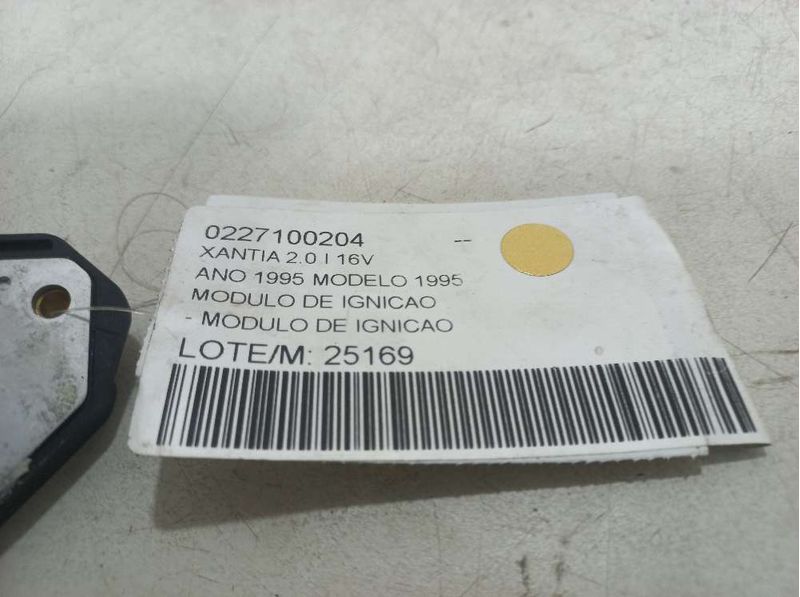 0227100204 --
XANTIA 2.0 I 16V
ANO 1995 MODELO 1995
MODULO DE IGNICAO
- MODULO DE IGNICAO
LOTE/M: 25169